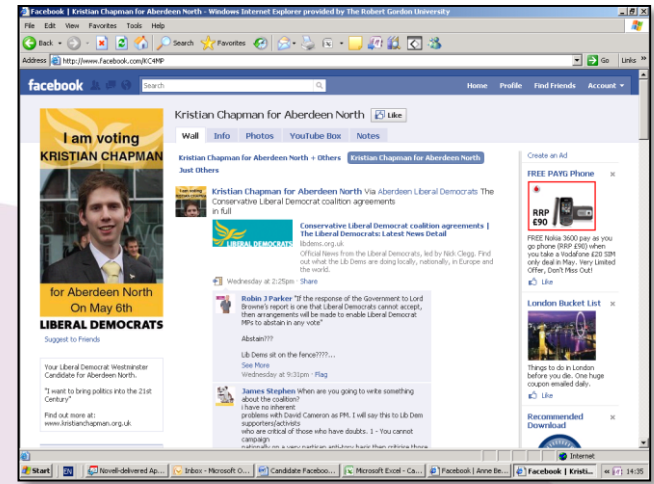 Facebook | Kristian Chapman for Aberdeen North - Windows Internet Explorer provided by The Robert Gordon University
File Edit View Favorites Tools Help
Back Search Favorites
Address http://www.facebook.com/KC4MP Go Links
facebook Search Home Profile Find Friends Account
Kristian Chapman for Aberdeen North Like
Wall Info Photos YouTube Box Notes
Kristian Chapman for Aberdeen North + Others Kristian Chapman for Aberdeen North
Just Others
I am voting
KRISTIAN CHAPMAN
for Aberdeen North
On May 6th
LIBERAL DEMOCRATS
Suggest to Friends
Your Liberal Democrat Westminster
Candidate for Aberdeen North.
"I want to bring politics into the 21st
Century"
Find out more at:
www.kristianchapman.org.uk
Kristian Chapman for Aberdeen North Via Aberdeen Liberal Democrats The
Conservative Liberal Democrat coalition agreements
in full
LIBERAL DEMOCRATS
Conservative Liberal Democrat coalition agreements |
The Liberal Democrats: Latest News Detail
libdems.org.uk
Official News from the Liberal Democrats, led by Nick Clegg. Find
out what the Lib Dems are doing locally, nationally, in Europe and
the world.
Wednesday at 2:25pm · Share
Robin J Parker "If the response of the Government to Lord
Browne's report is one that Liberal Democrats cannot accept,
then arrangements will be made to enable Liberal Democrat
MPs to abstain in any vote"
Abstain???
Lib Dems sit on the fence????...
See More
Wednesday at 9:31pm · Flag
James Stephen When are you going to write something
about the coalition?
i have no inherent
problems with David Cameron as PM. I will say this to Lib Dem
supporters/activists
who are critical of those who have doubts. 1 - You cannot
campaign
nationally on a very partisan anti-tory basis then criticise those
Create an Ad
FREE PAYG Phone
RRP
£90
FREE Nokia 3600 pay as you
go phone (RRP £90) when
you take a Vodafone £20 SIM
only deal in May. Very Limited
Offer, Don't Miss Out!
Like
London Bucket List
Things to do in London
before you die. One huge
coupon emailed daily.
Like
Recommended
Download
Internet
Start EN Novell-delivered Ap... Inbox - Microsoft O... Candidate Faceboo... Microsoft Excel - Ca... Facebook | Anne Be... Facebook | Kristi... 14:35